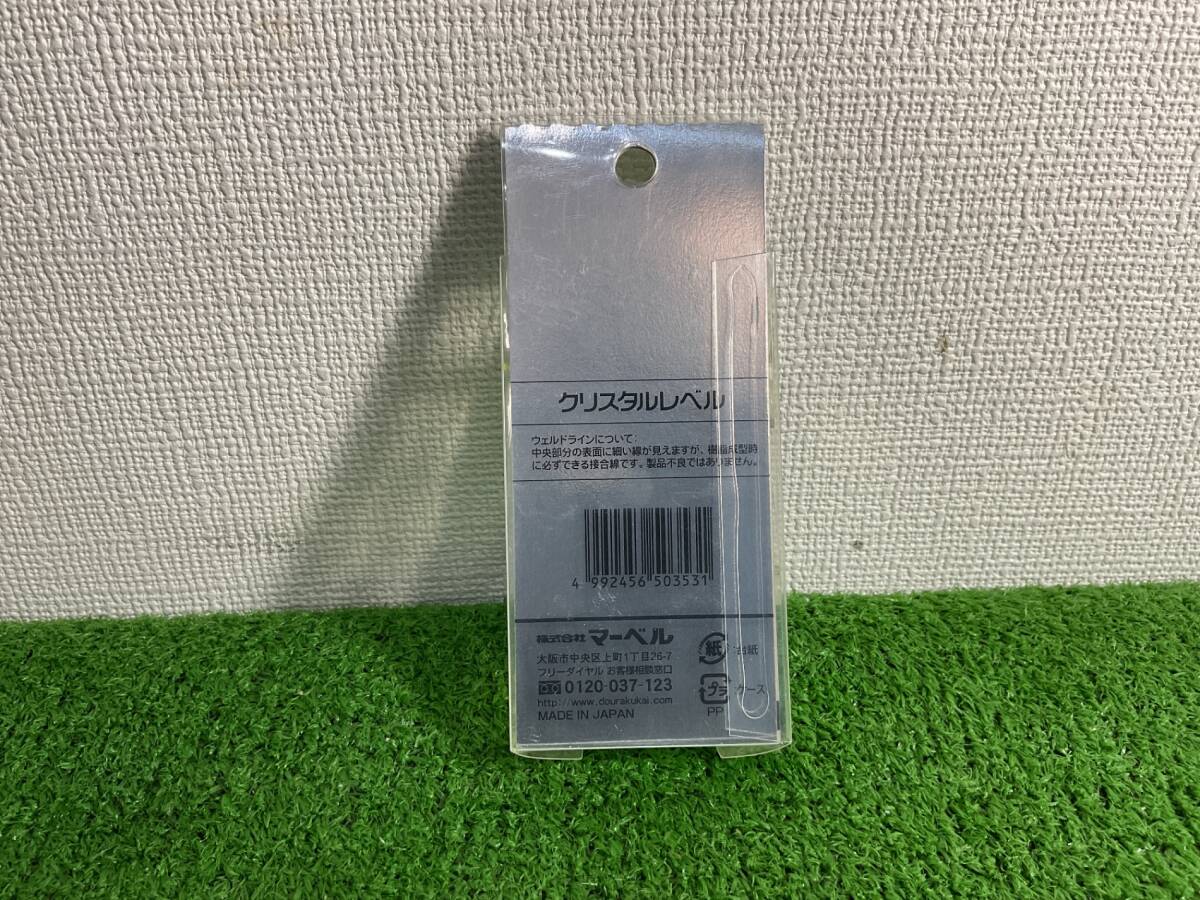 クリスタルレベル
ウェルドラインについて:
中央部分の表面に細い線が見えますが、樹脂成型時
に必ずできる接合線です。製品不良ではありません。
4 992456 503531
株式会社 マーベル
大阪市中央区上町1丁目26-7
フリーダイヤル お客様相談窓口
0120-037-123
http://www.dourakukai.com
MADE IN JAPAN
紙 台紙
プラ ケース
PP